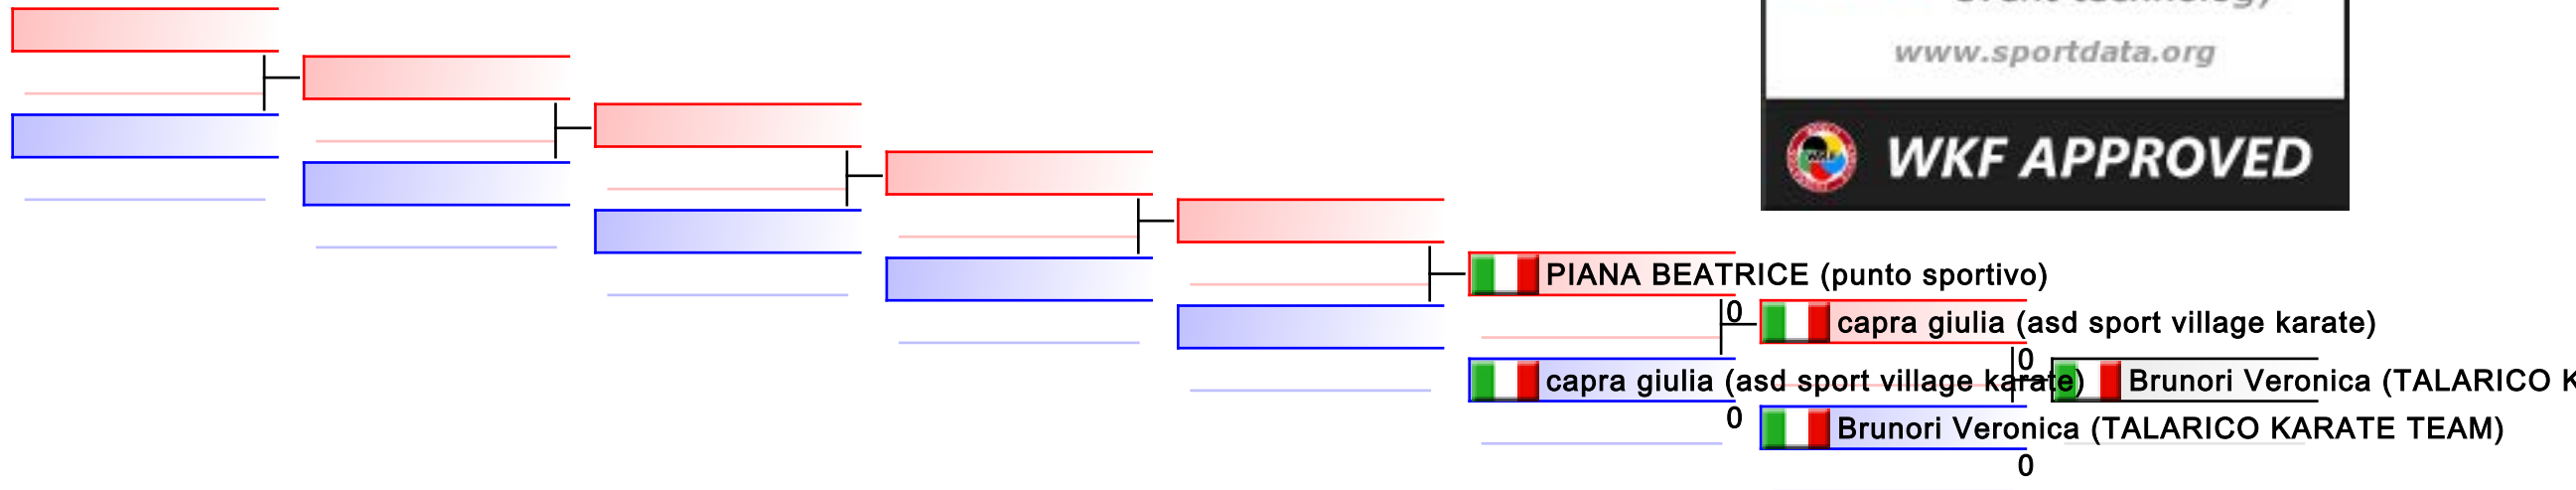 www.sportdata.org
WKF APPROVED
PIANA BEATRICE (punto sportivo)
0
capra giulia (asd sport village karate)
0
capra giulia (asd sport village karate)
Brunori Veronica (TALARICO K
0
Brunori Veronica (TALARICO KARATE TEAM)
0